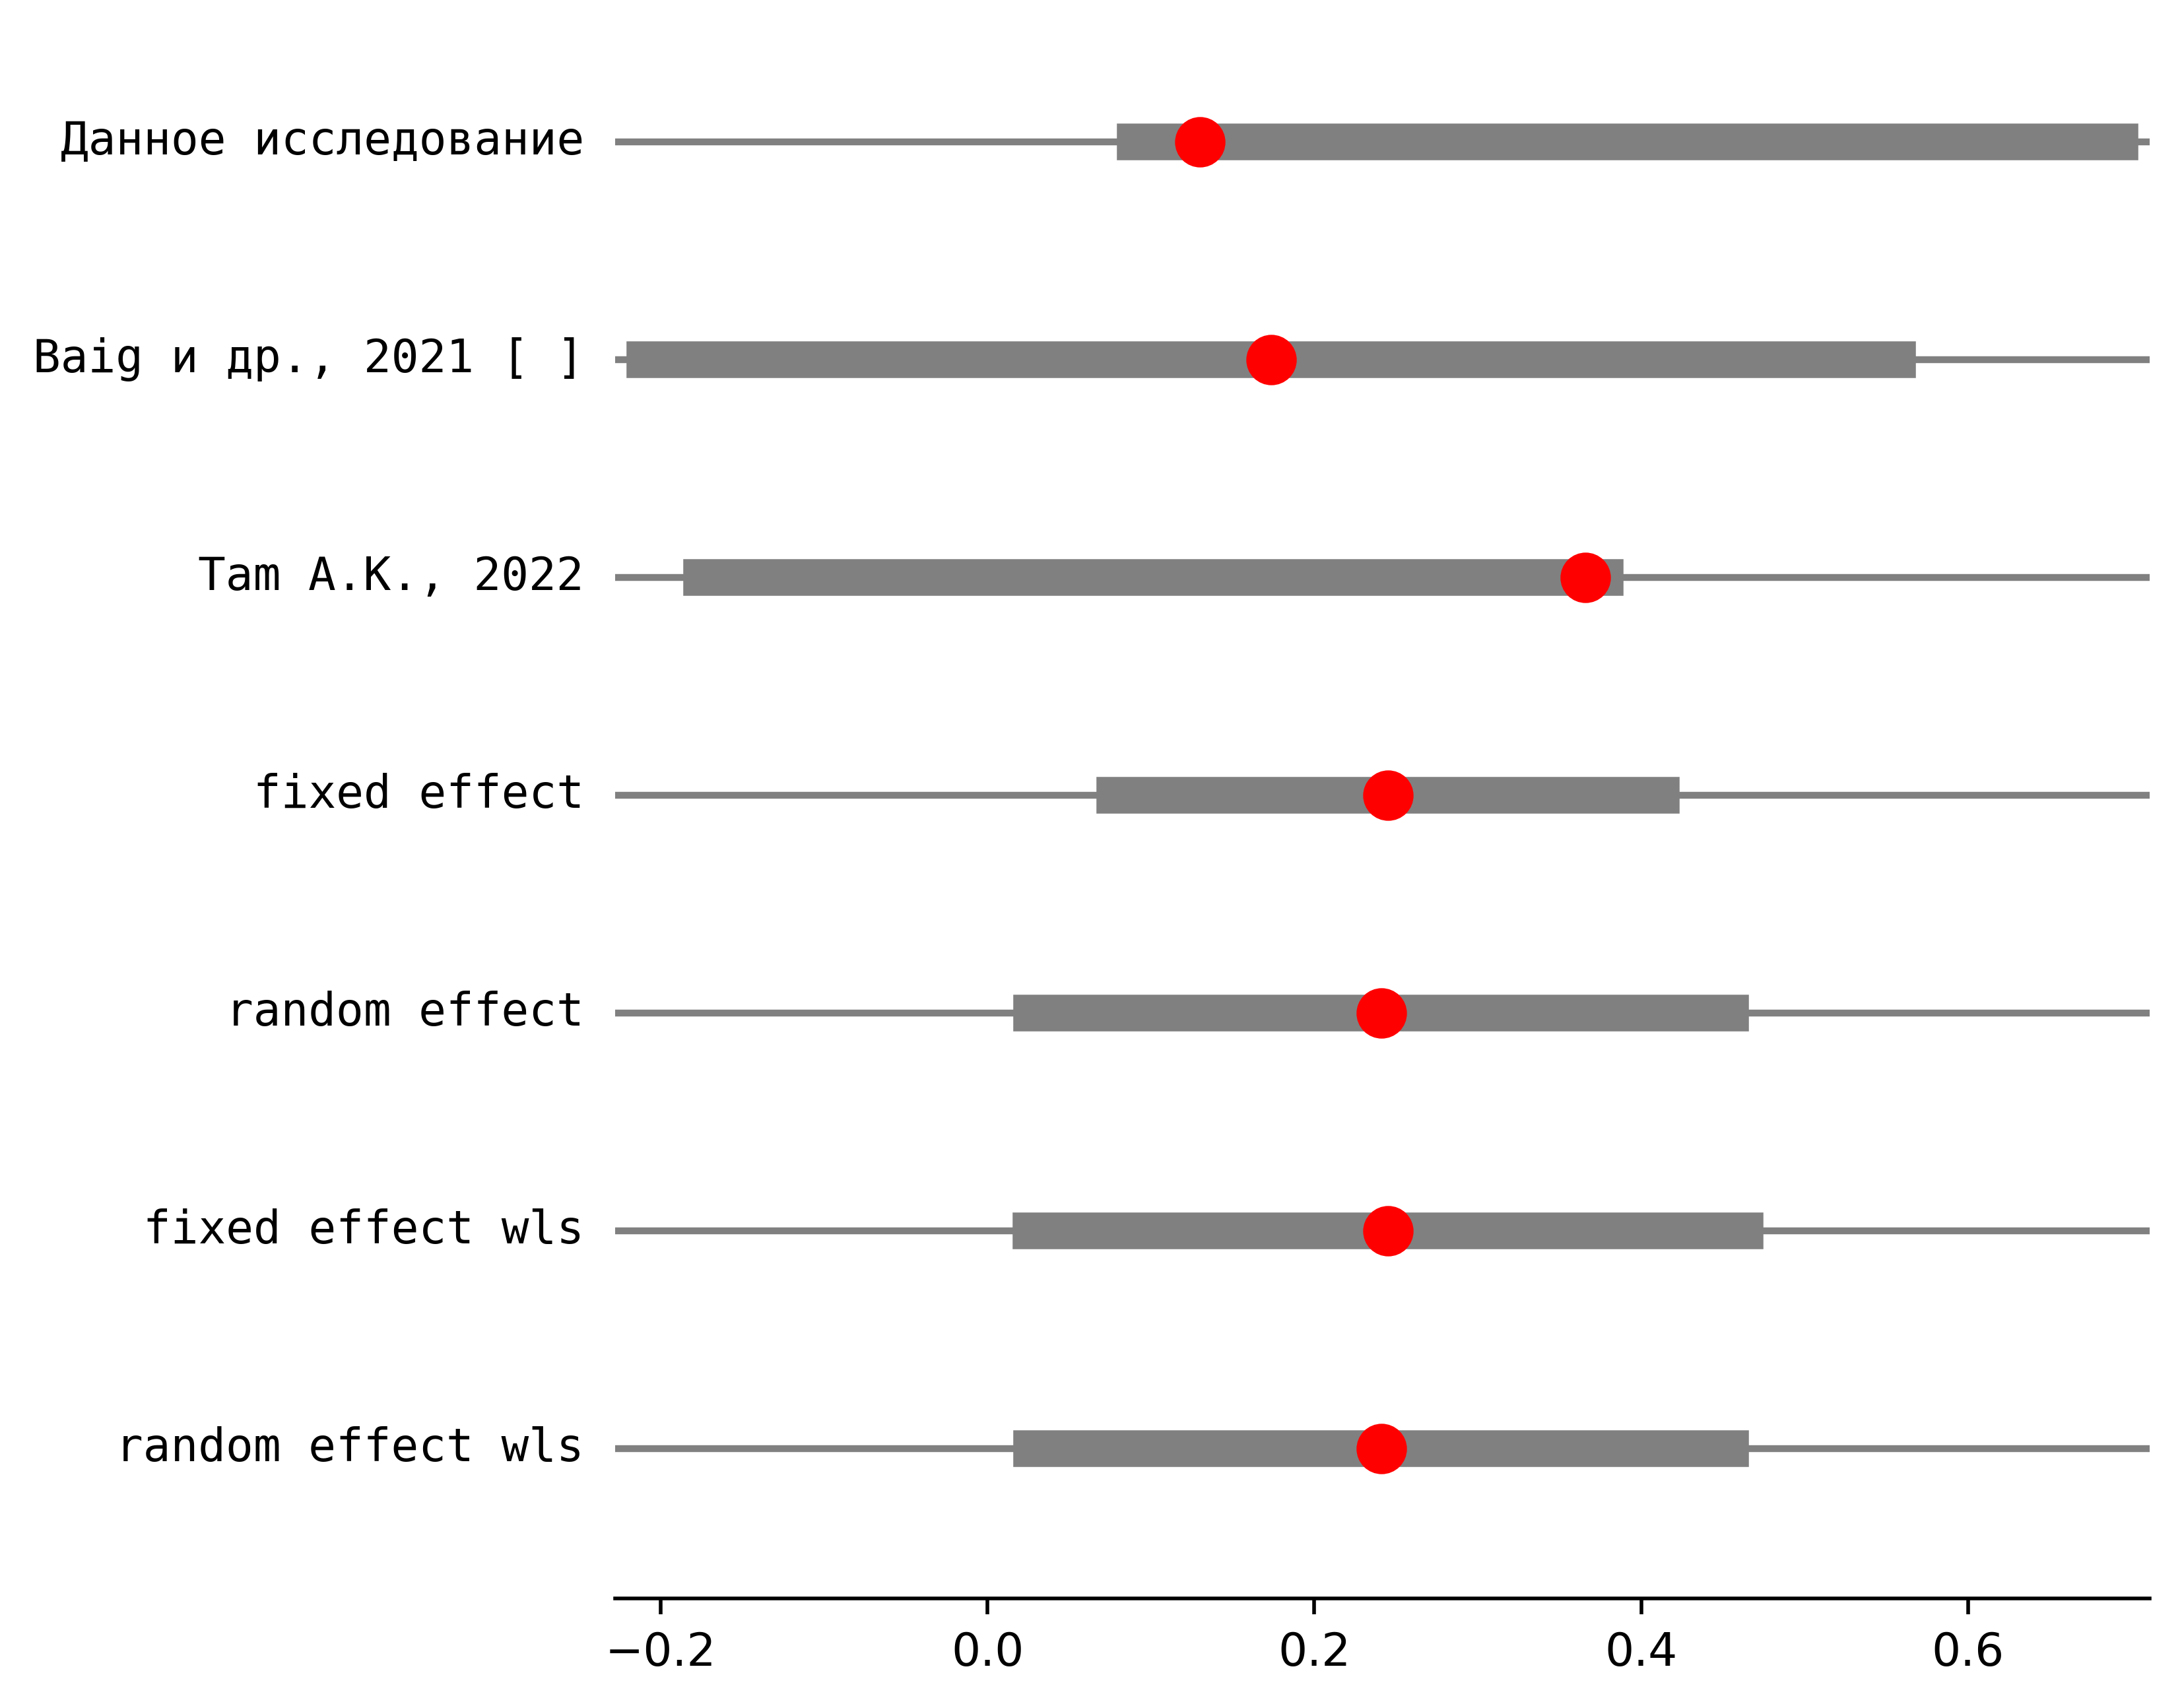 Данное исследование
Baig и др., 2021 [ ]
Tam A.K., 2022
fixed effect
random effect
fixed effect wls
random effect wls
−0.2 0.0 0.2 0.4 0.6